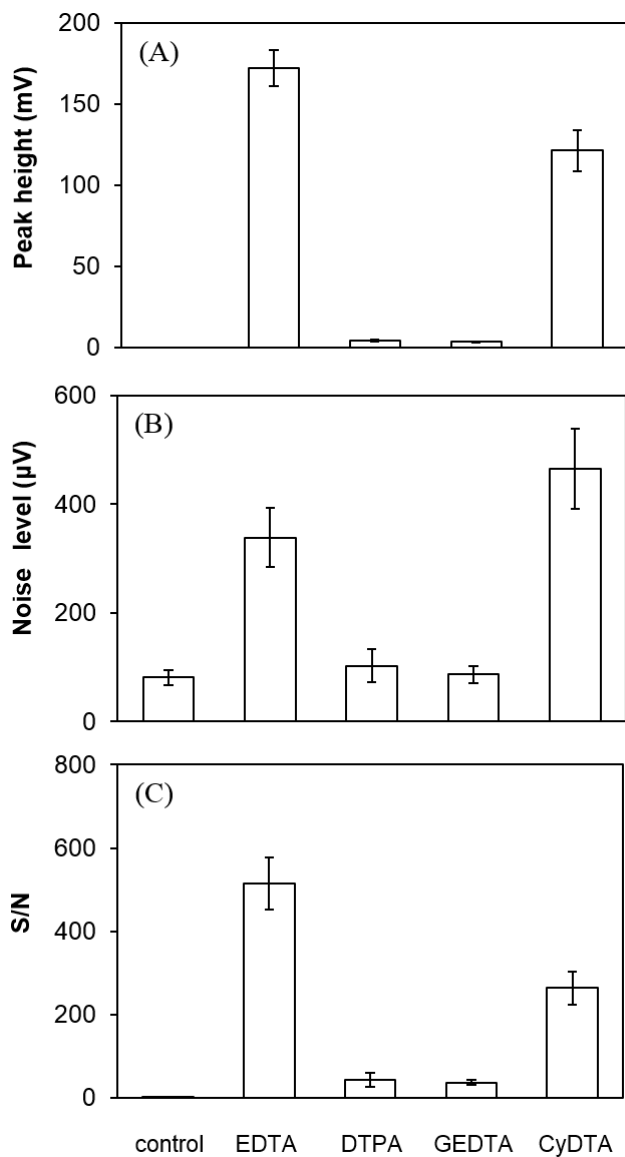 (A)
Peak height (mV)
200
150
100
50
0
(B)
Noise level (µV)
600
400
200
0
(C)
S/N
800
600
400
200
0
control EDTA DTPA GEDTA CyDTA